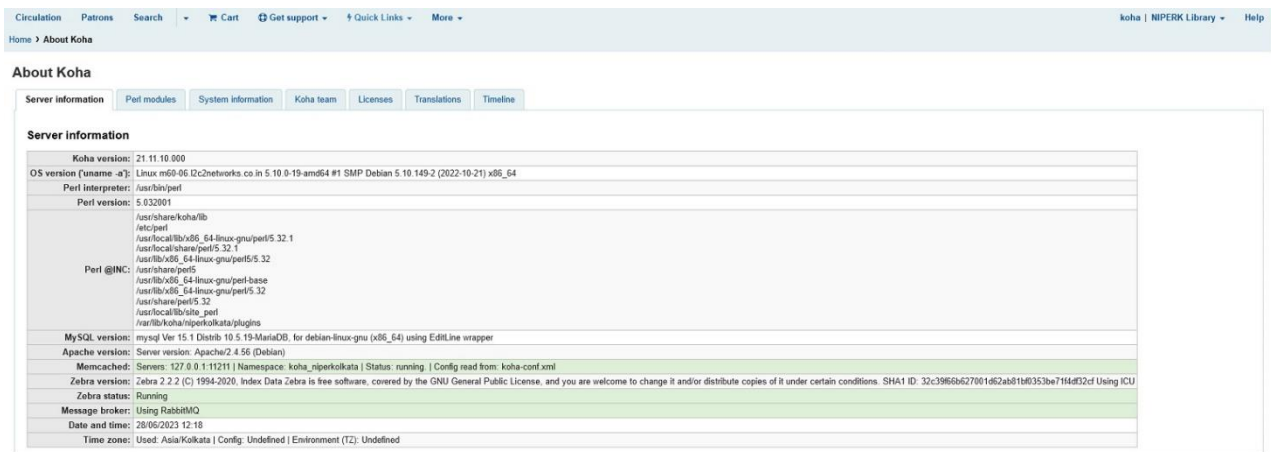 Circulation Patrons Search Cart Get support Quick Links More koha | NIPERK Library Help
Home › About Koha
About Koha
Server information Perl modules System information Koha team Licenses Translations Timeline
Server information
Koha version: 21.11.10.000
OS version ('uname -a'): Linux m60-06.l2c2networks.co.in 5.10.0-19-amd64 #1 SMP Debian 5.10.149-2 (2022-10-21) x86_64
Perl interpreter: /usr/bin/perl
Perl version: 5.032001
Perl @INC: /usr/share/koha/lib
/etc/perl
/usr/local/lib/x86_64-linux-gnu/perl/5.32.1
/usr/local/share/perl/5.32.1
/usr/lib/x86_64-linux-gnu/perl5/5.32
/usr/share/perl5
/usr/lib/x86_64-linux-gnu/perl-base
/usr/lib/x86_64-linux-gnu/perl/5.32
/usr/share/perl/5.32
/usr/local/lib/site_perl
/var/lib/koha/niperkolkata/plugins
MySQL version: mysql Ver 15.1 Distrib 10.5.19-MariaDB, for debian-linux-gnu (x86_64) using EditLine wrapper
Apache version: Server version: Apache/2.4.56 (Debian)
Memcached: Servers: 127.0.0.1:11211 | Namespace: koha_niperkolkata | Status: running. | Config read from: koha-conf.xml
Zebra version: Zebra 2.2.2 (C) 1994-2020, Index Data Zebra is free software, covered by the GNU General Public License, and you are welcome to change it and/or distribute copies of it under certain conditions. SHA1 ID: 32c39f66b627001d62ab81bf0353be71f4df32cf Using ICU
Zebra status: Running
Message broker: Using RabbitMQ
Date and time: 28/06/2023 12:18
Time zone: Used: Asia/Kolkata | Config: Undefined | Environment (TZ): Undefined